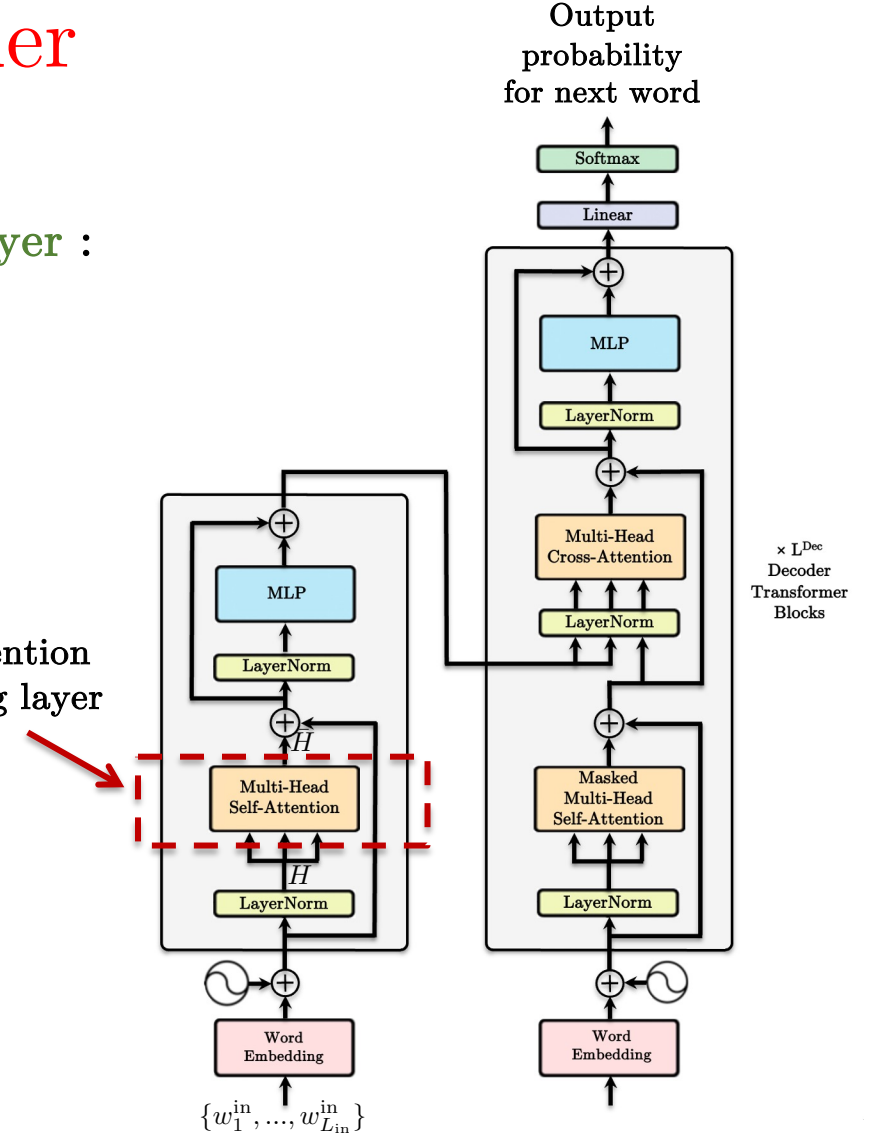 er
yer :
Output
probability
for next word
Softmax
Linear
MLP
LayerNorm
Multi-Head
Cross-Attention
LayerNorm
× L^Dec
Decoder
Transformer
Blocks
Masked
Multi-Head
Self-Attention
LayerNorm
Word
Embedding
MLP
LayerNorm
ention
g layer
H̅
Multi-Head
Self-Attention
H
LayerNorm
Word
Embedding
{w_1^in, ..., w_{L_in}^in}